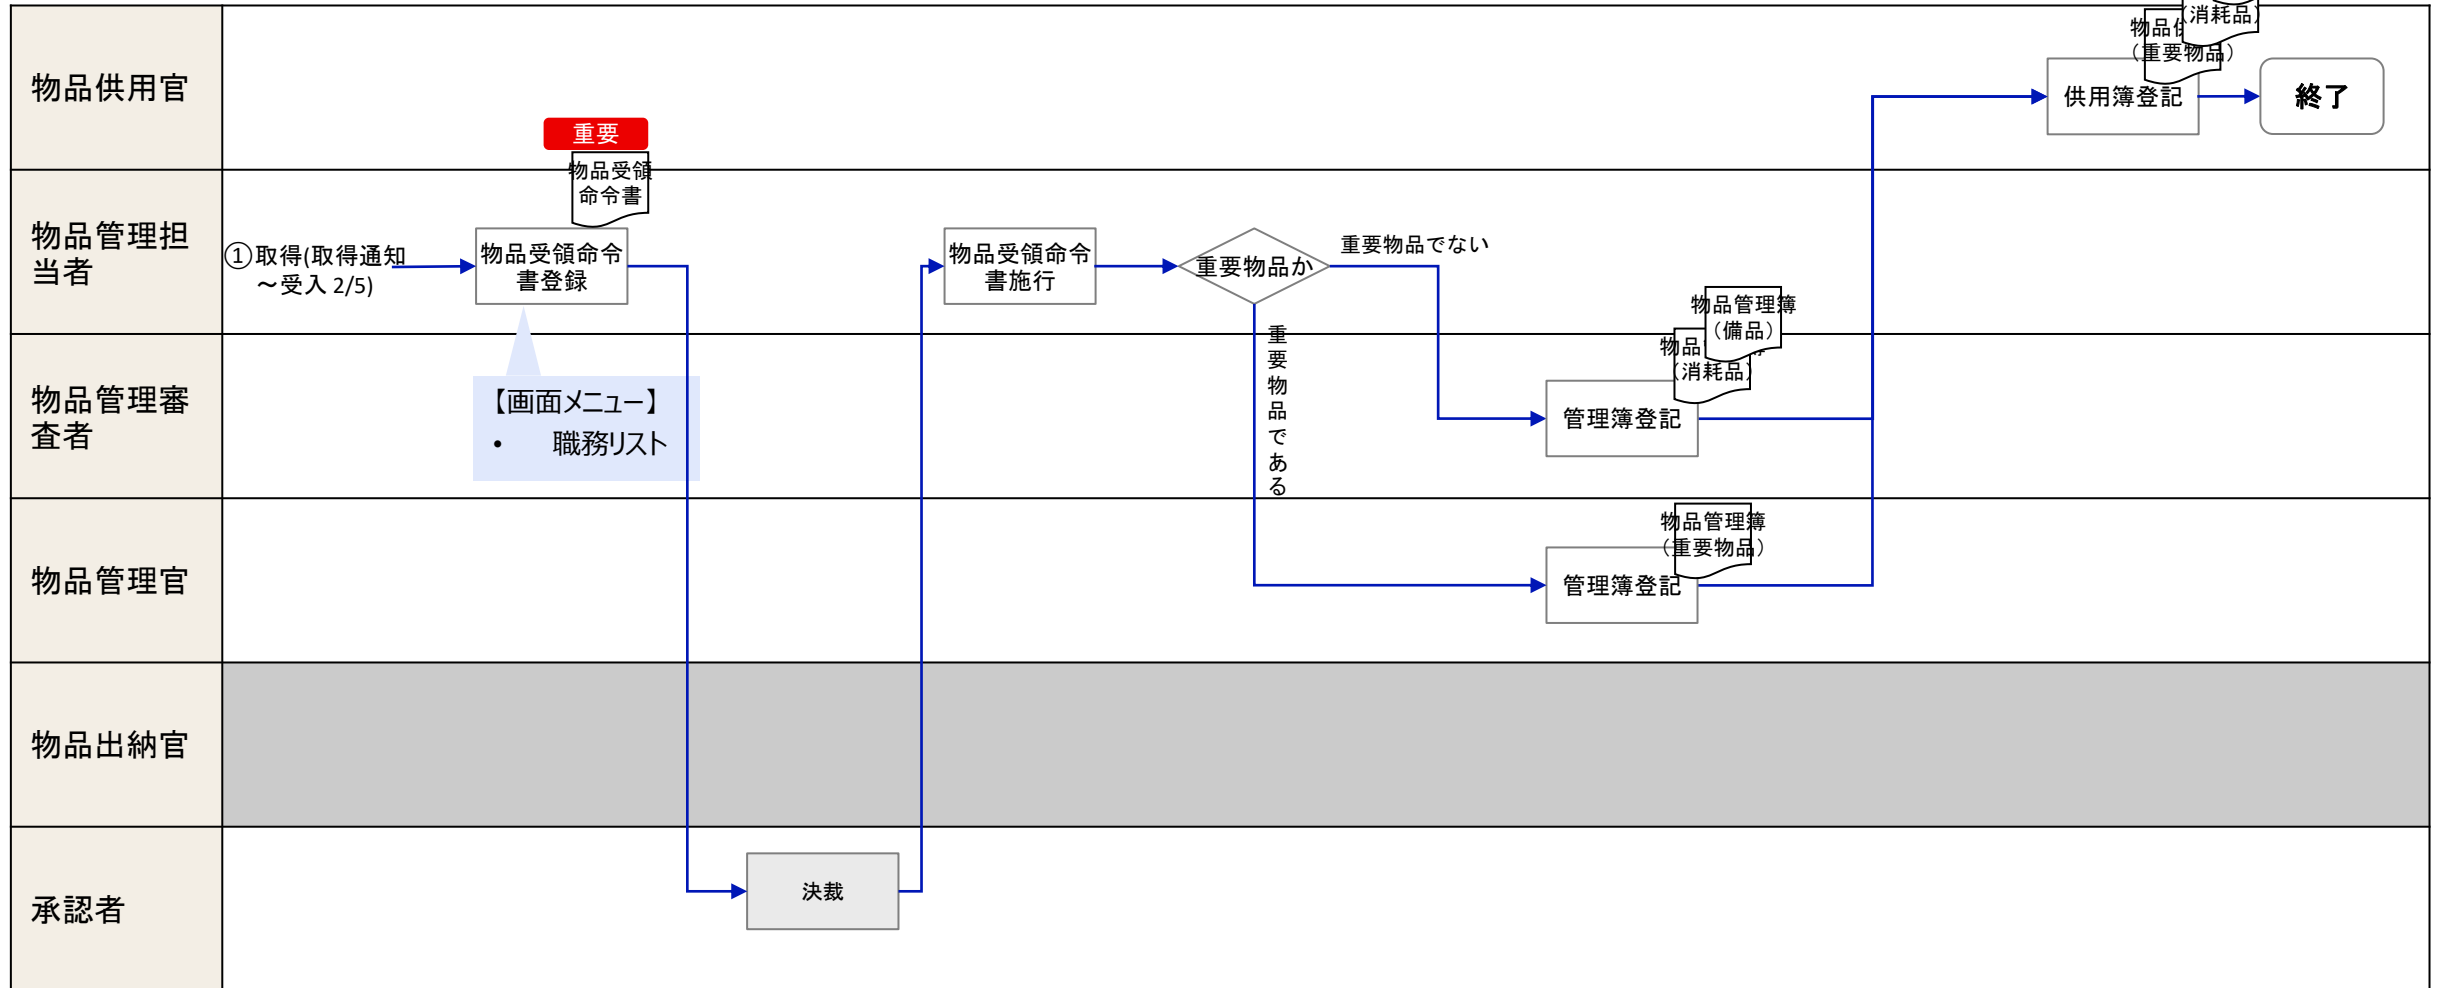 物品供用官
（消耗品）
物品供
（重要物品）
供用簿登記
終了
重要
物品受領
命令書
物品管理担
当者
①取得(取得通知
～受入 2/5)
物品受領命令
書登録
物品受領命令
書施行
重要物品か
重要物品でない
重要物品である
物品管理簿
（備品）
物品管理審
査者
【画面メニュー】
• 職務リスト
物品
（消耗品）
管理簿登記
物品管理官
物品管理簿
（重要物品）
管理簿登記
物品出納官
承認者
決裁